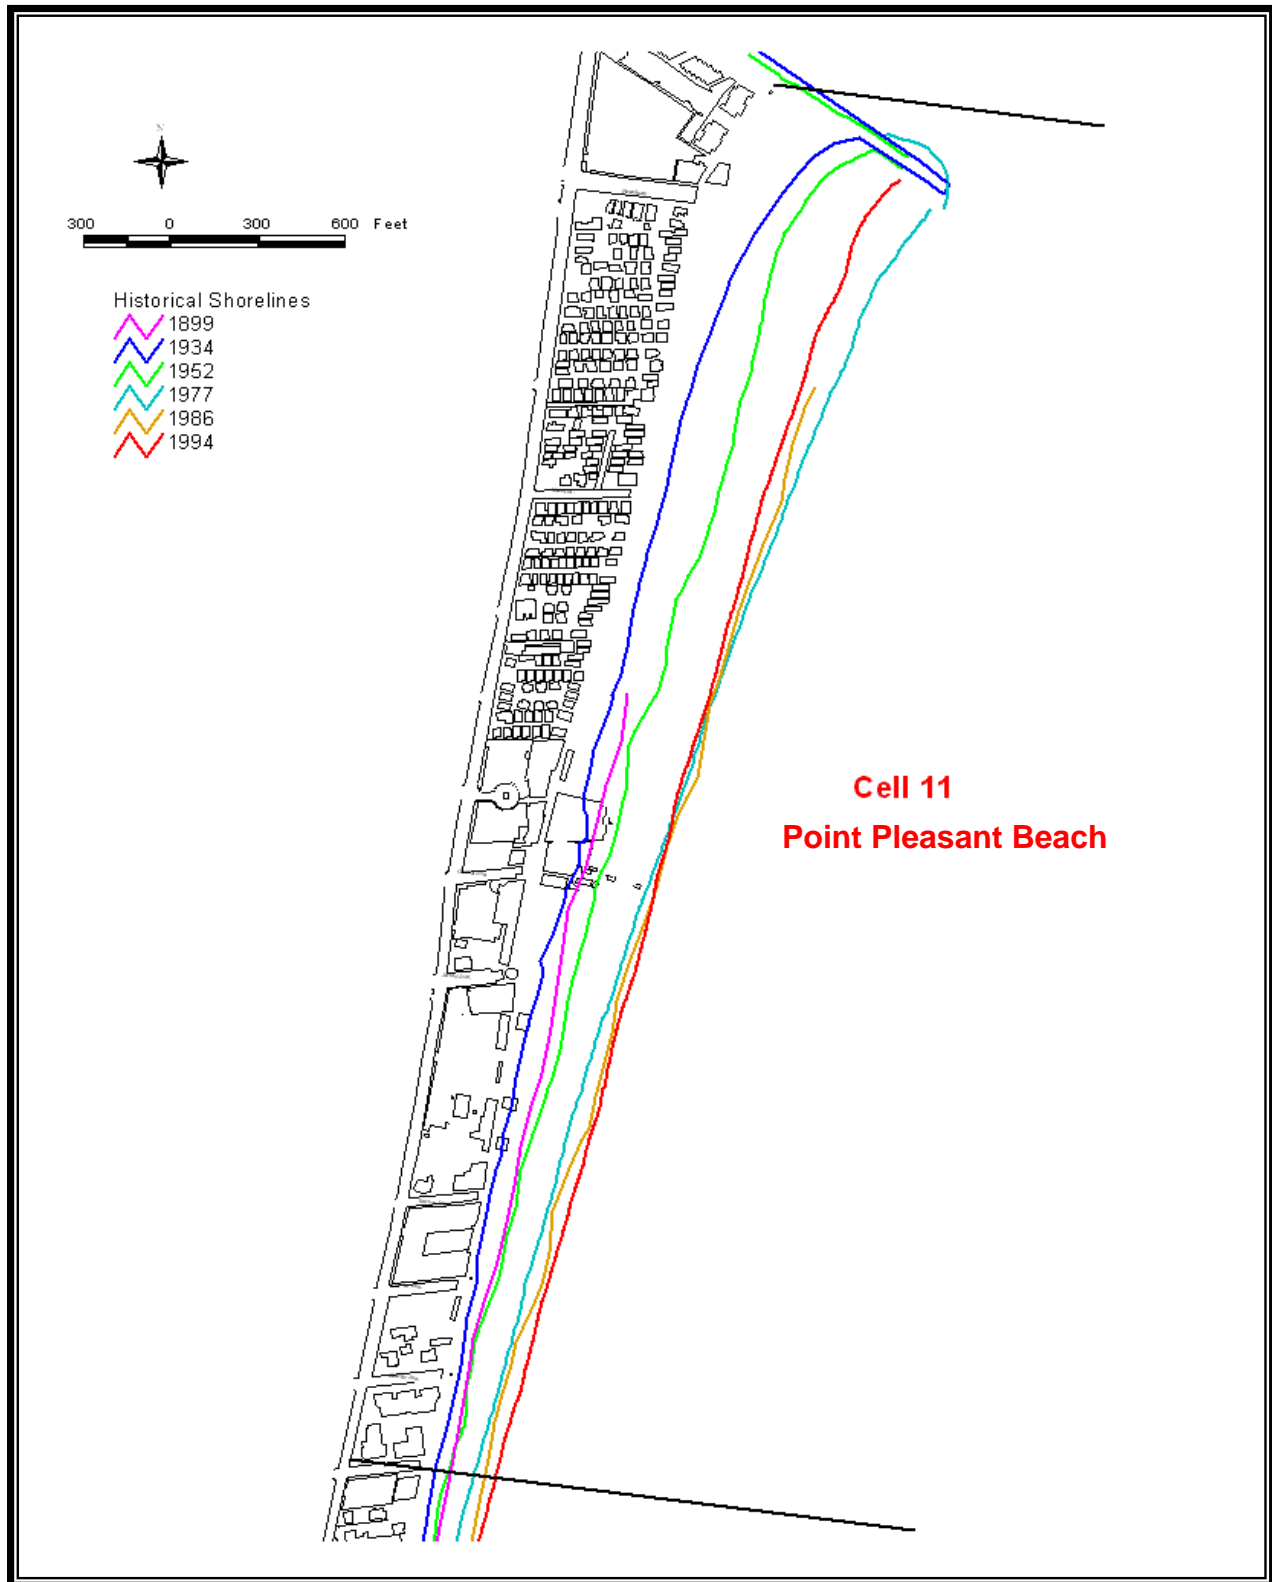 N
300 0 300 600 Feet
Historical Shorelines
1899
1934
1952
1977
1986
1994
Cell 11
Point Pleasant Beach